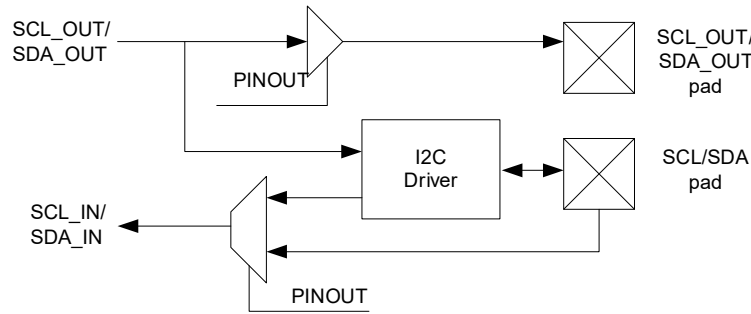 SCL_OUT/
SDA_OUT
SCL_OUT/
SDA_OUT
pad
PINOUT
I2C
Driver
SCL/SDA
pad
SCL_IN/
SDA_IN
PINOUT